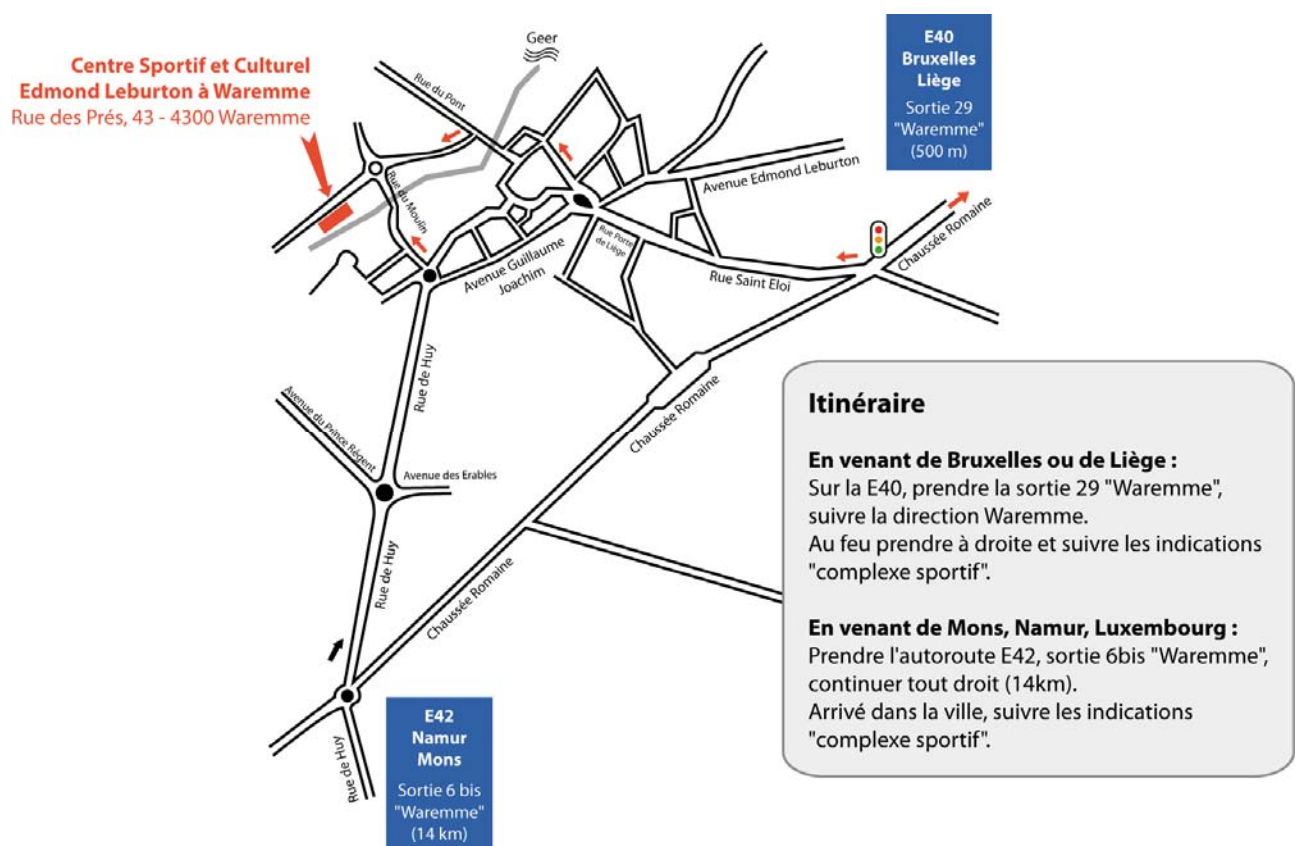 Centre Sportif et Culturel
Edmond Leburton à Waremme
Rue des Prés, 43 - 4300 Waremme
Geer
Rue du Pont
E40
Bruxelles
Liège
Sortie 29
"Waremme"
(500 m)
Avenue Edmond Leburton
Rue du Moulin
Chaussée Romaine
Rue Porte
de Liège
Avenue Guillaume
Joachim
Rue Saint Eloi
Rue de Huy
Chaussée Romaine
Avenue du Prince Régent
Avenue des Erables
Rue de Huy
Chaussée Romaine
Rue de Huy
E42
Namur
Mons
Sortie 6 bis
"Waremme"
(14 km)
Itinéraire
En venant de Bruxelles ou de Liège :
Sur la E40, prendre la sortie 29 "Waremme",
suivre la direction Waremme.
Au feu prendre à droite et suivre les indications
"complexe sportif".
En venant de Mons, Namur, Luxembourg :
Prendre l'autoroute E42, sortie 6bis "Waremme",
continuer tout droit (14km).
Arrivé dans la ville, suivre les indications
"complexe sportif".